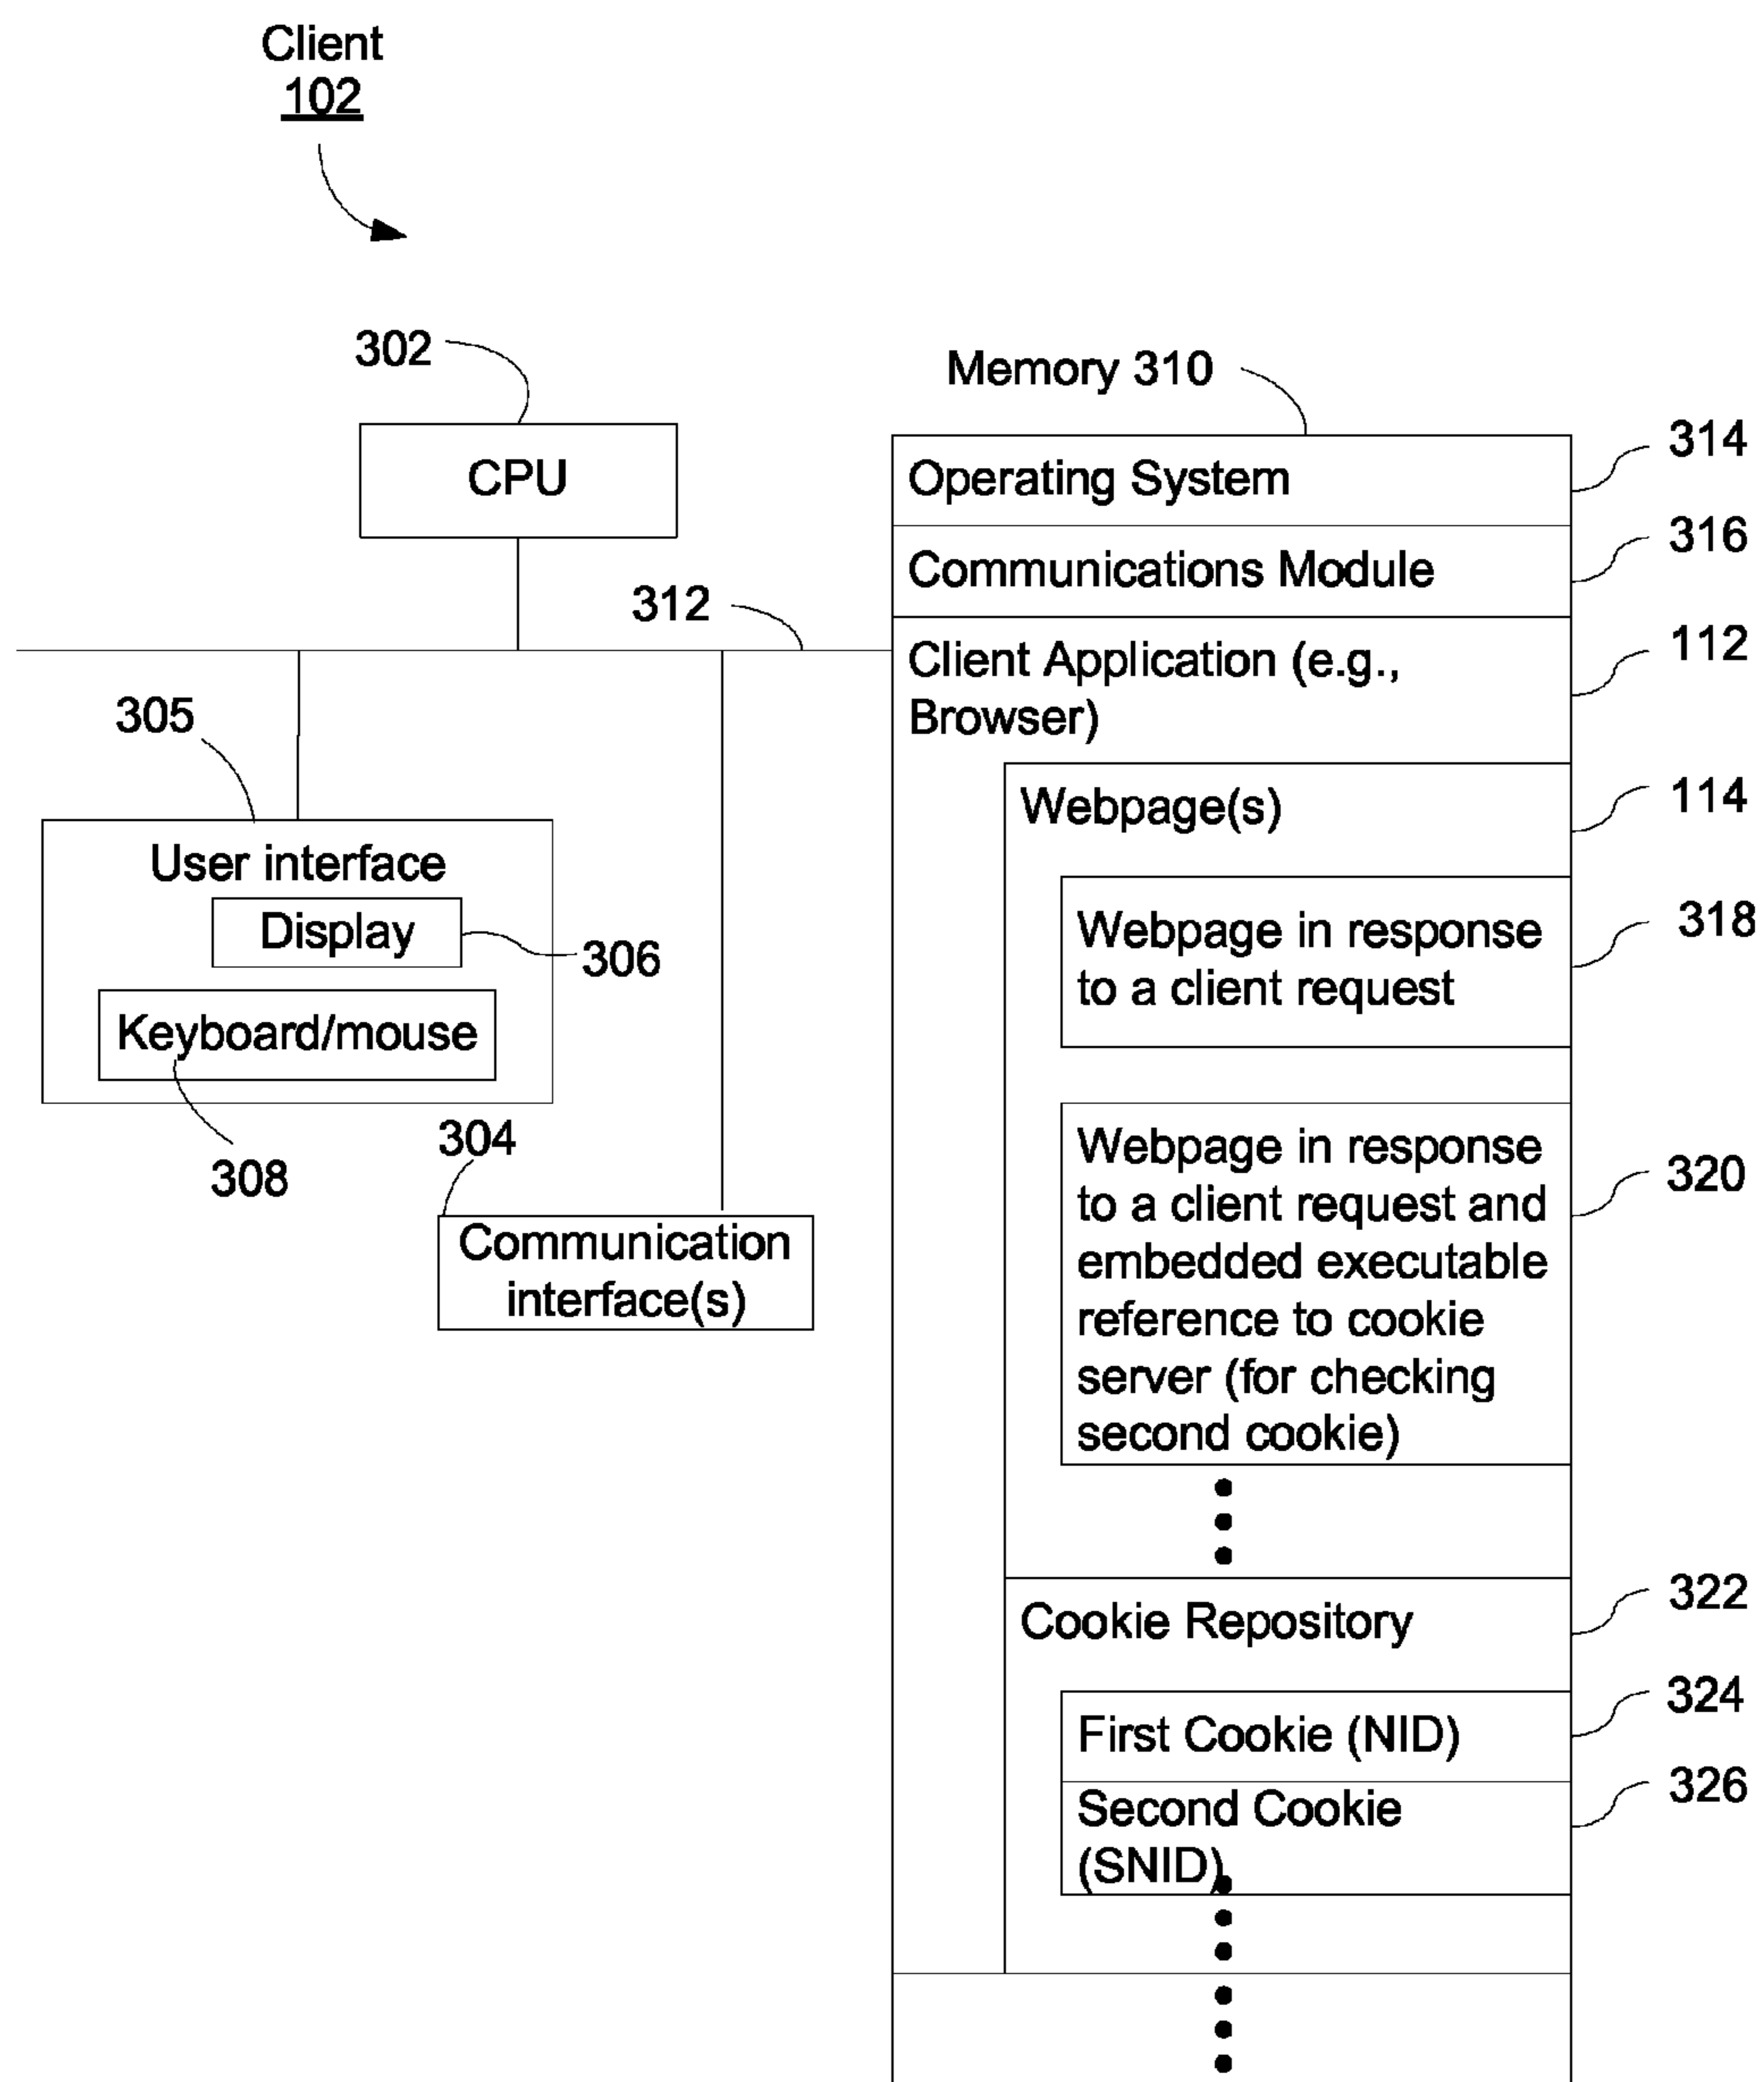 Client
102
302
CPU
312
305
User interface
Display
306
Keyboard/mouse
308
304
Communication
interface(s)
Memory 310
Operating System
314
Communications Module
316
Client Application (e.g.,
Browser)
112
Webpage(s)
114
Webpage in response
to a client request
318
Webpage in response
to a client request and
embedded executable
reference to cookie
server (for checking
second cookie)
320
Cookie Repository
322
First Cookie (NID)
324
Second Cookie
(SNID)
326